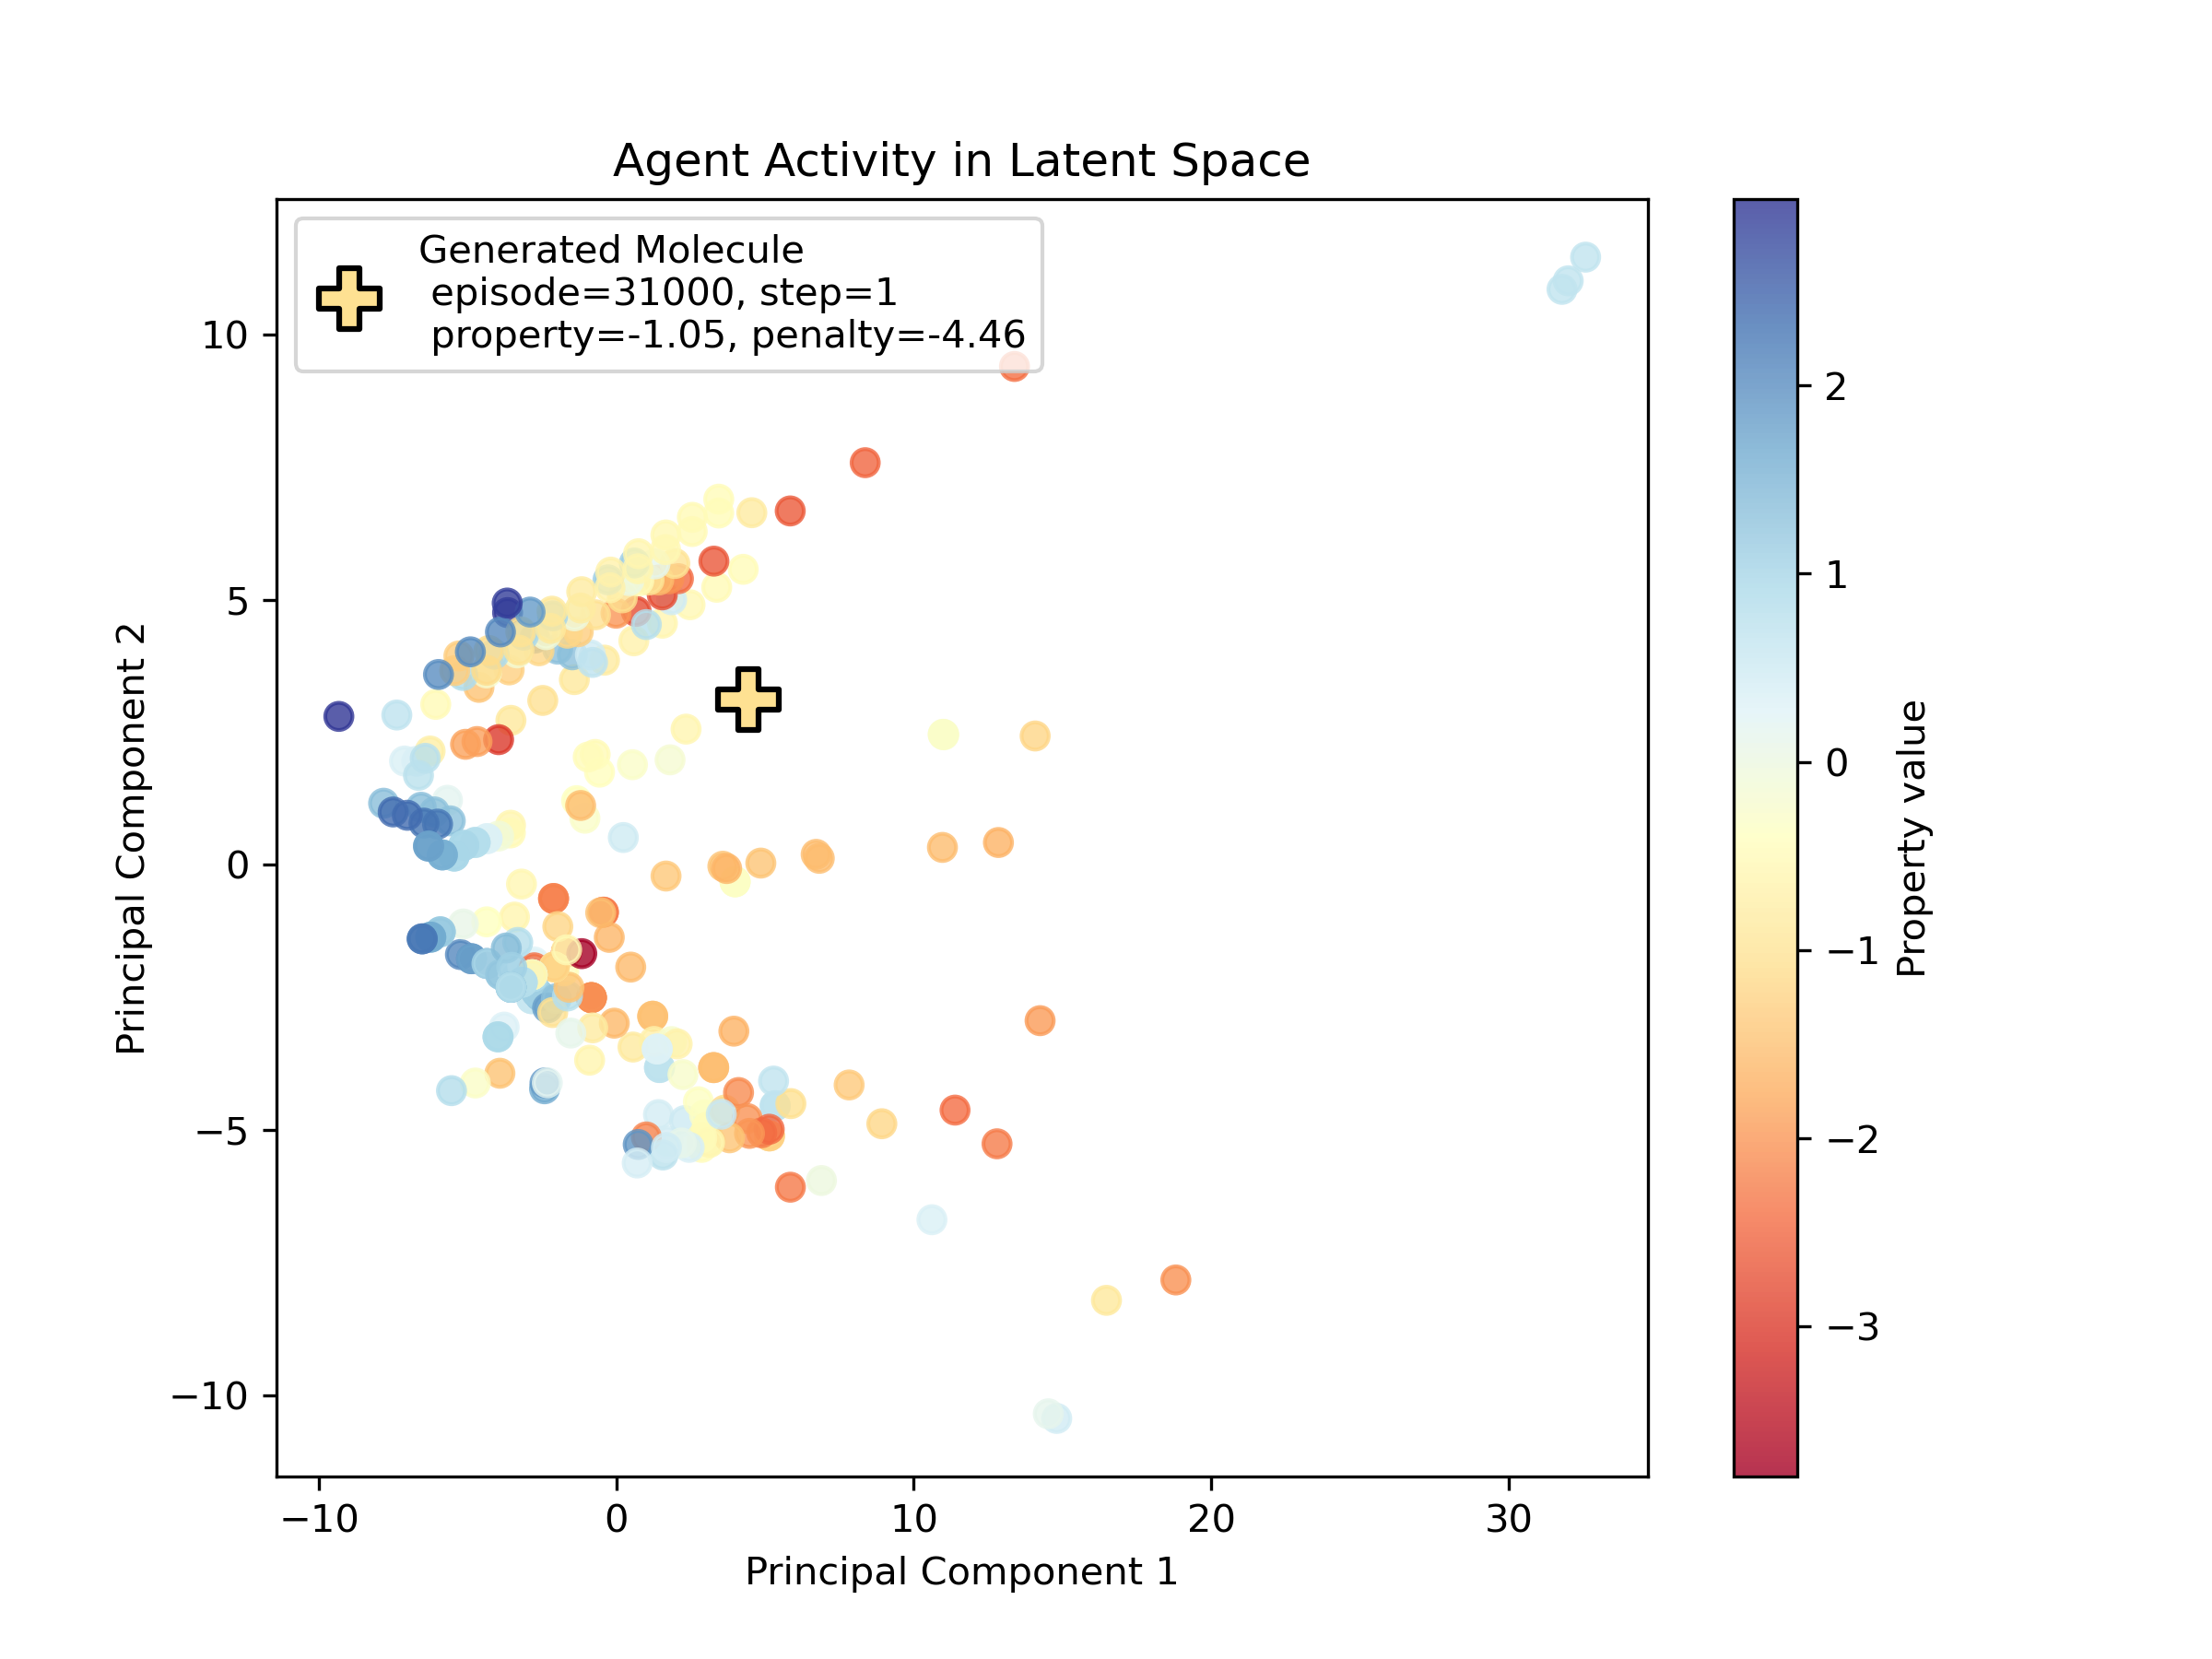 Agent Activity in Latent Space
Generated Molecule
episode=31000, step=1
property=-1.05, penalty=-4.46
10
5
0
−5
−10
Principal Component 2
−10
0
10
20
30
Principal Component 1
2
1
0
−1
−2
−3
Property value